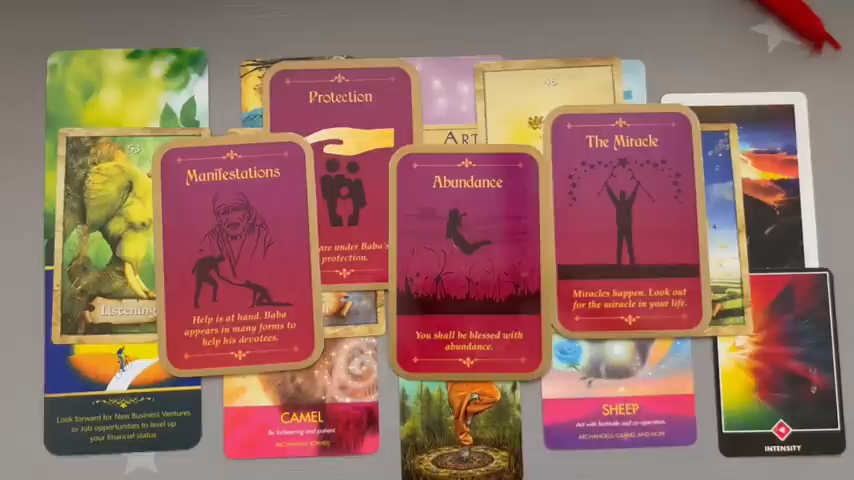 Protection
46
The Miracle
ART
53
Manifestations
Abundance
are under Baba's
protection.
Miracles happen. Look out
for the miracle in your life.
Listening
Help is at hand. Baba
appears in many forms to
help his devotees.
You shall be blessed with
abundance.
Look forward for New Business Ventures
or Job opportunities to level up
your financial status
CAMEL
Be forbearing and patient
SHEEP
Act with fortitude and co-operation.
ARCHANGELS GABRIEL AND HOPE
INTENSITY